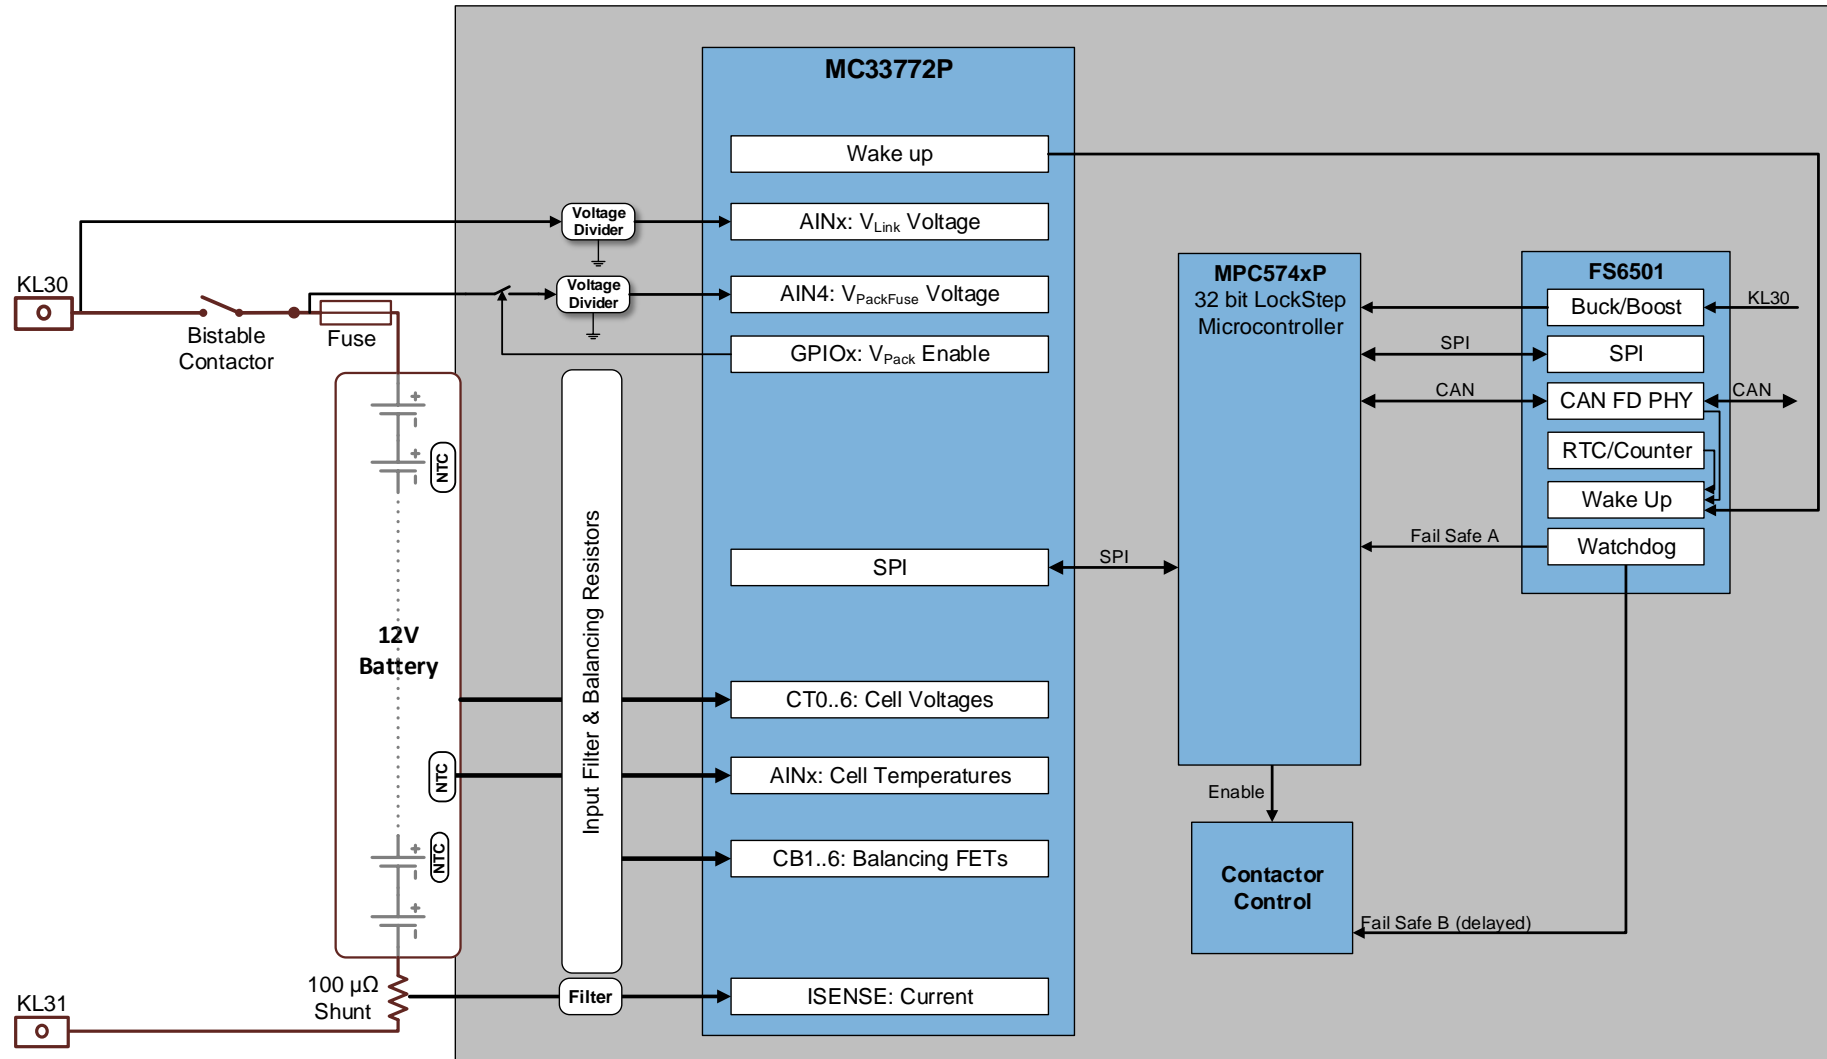 MC33772P
Wake up
Voltage
Divider
AINx: VLink Voltage
KL30
Bistable
Contactor
Fuse
Voltage
Divider
AIN4: VPackFuse Voltage
GPIOx: VPack Enable
MPC574xP
32 bit LockStep
Microcontroller
FS6501
Buck/Boost
KL30
SPI
SPI
CAN
CAN FD PHY
CAN
RTC/Counter
Wake Up
Fail Safe A
Watchdog
+
NTC
+
12V
Battery
NTC
+
NTC
+
Input Filter & Balancing Resistors
SPI
SPI
CT0..6: Cell Voltages
AINx: Cell Temperatures
CB1..6: Balancing FETs
Enable
Contactor
Control
Fail Safe B (delayed)
100 µΩ
Shunt
Filter
ISENSE: Current
KL31